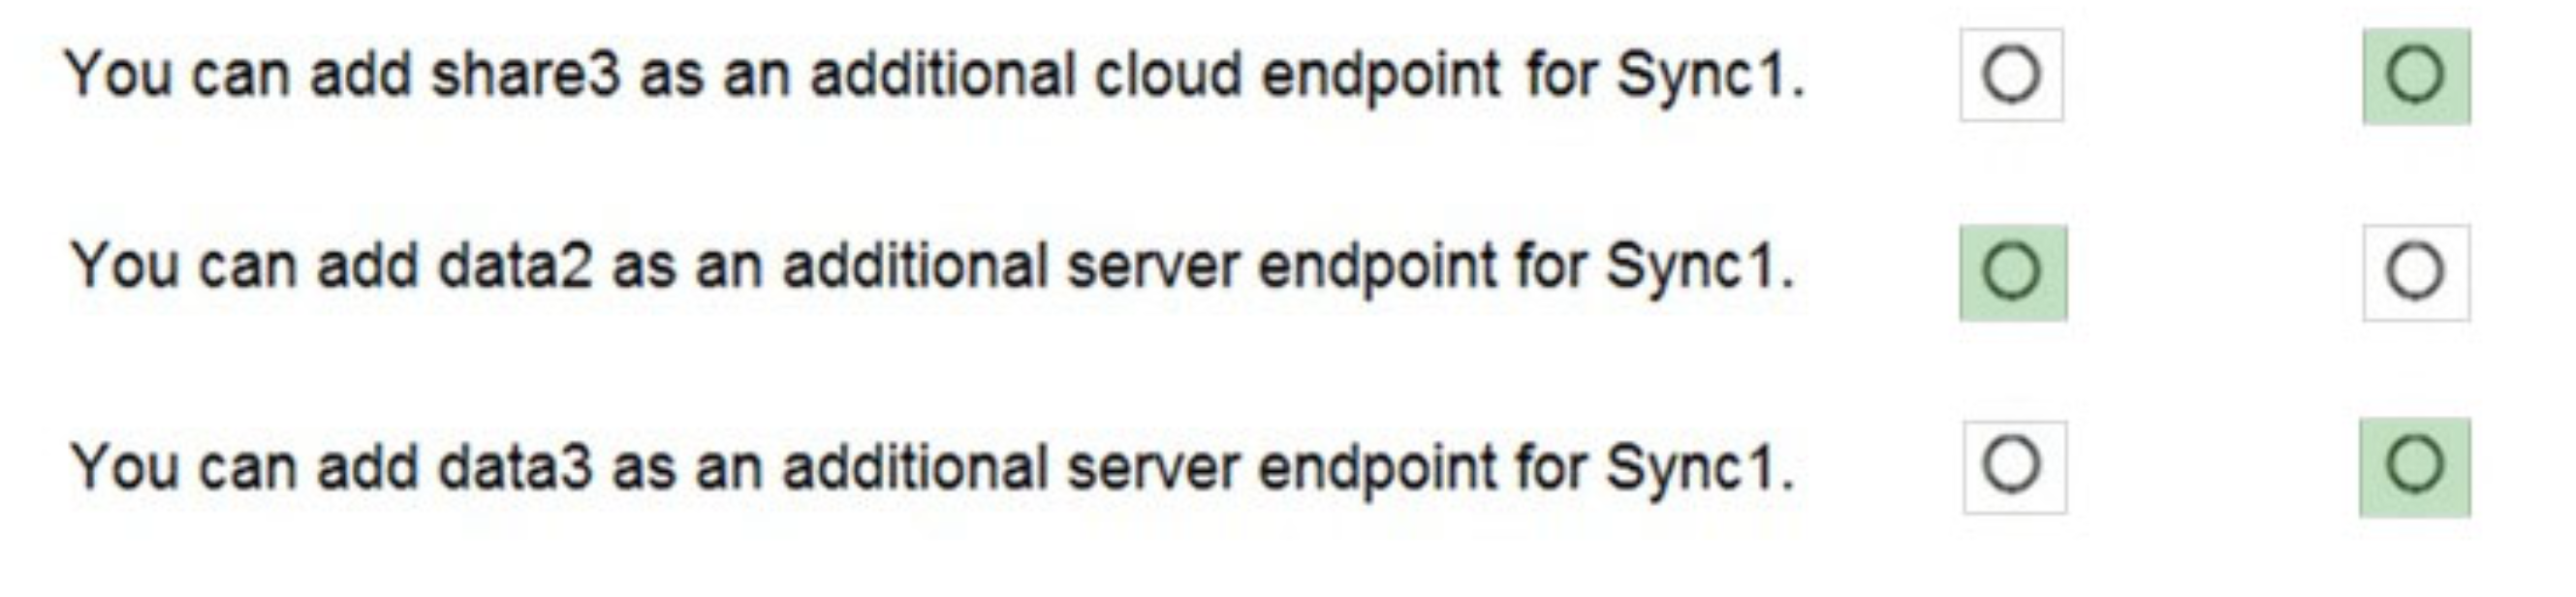 You can add share3 as an additional cloud endpoint for Sync1.
You can add data2 as an additional server endpoint for Sync1.
You can add data3 as an additional server endpoint for Sync1.